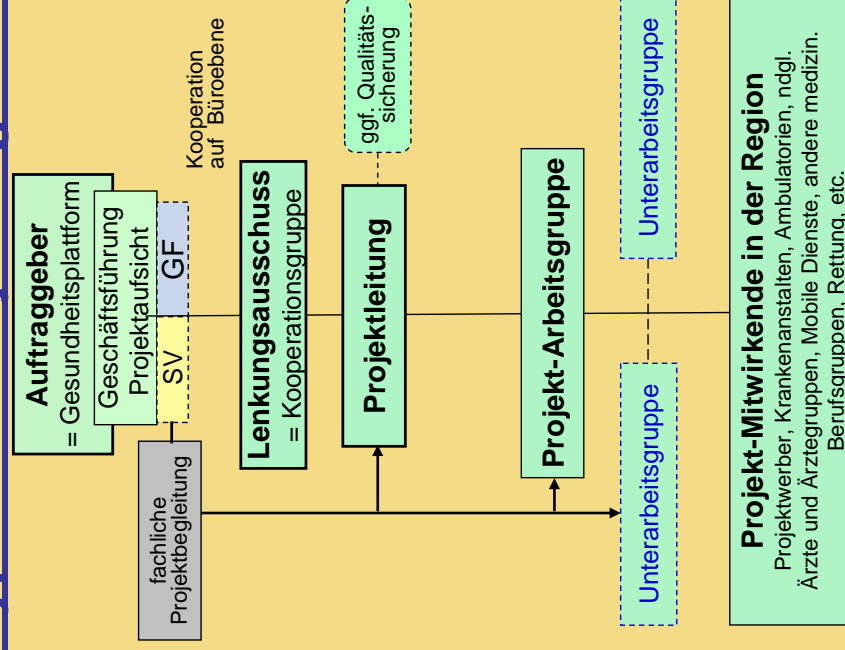 Auftraggeber
= Gesundheitsplattform
Geschäftsführung
Projektaufsicht
SV
GF
Kooperation
auf Büroebene
fachliche
Projektbegleitung
Lenkungsausschuss
= Kooperationsgruppe
Projektleitung
ggf. Qualitäts-
sicherung
Projekt-Arbeitsgruppe
Unterarbeitsgruppe
Unterarbeitsgruppe
Projekt-Mitwirkende in der Region
Projektwerber, Krankenanstalten, Ambulatorien, ndgl.
Ärzte und Ärztegruppen, Mobile Dienste, andere medizin.
Berufsgruppen, Rettung, etc.